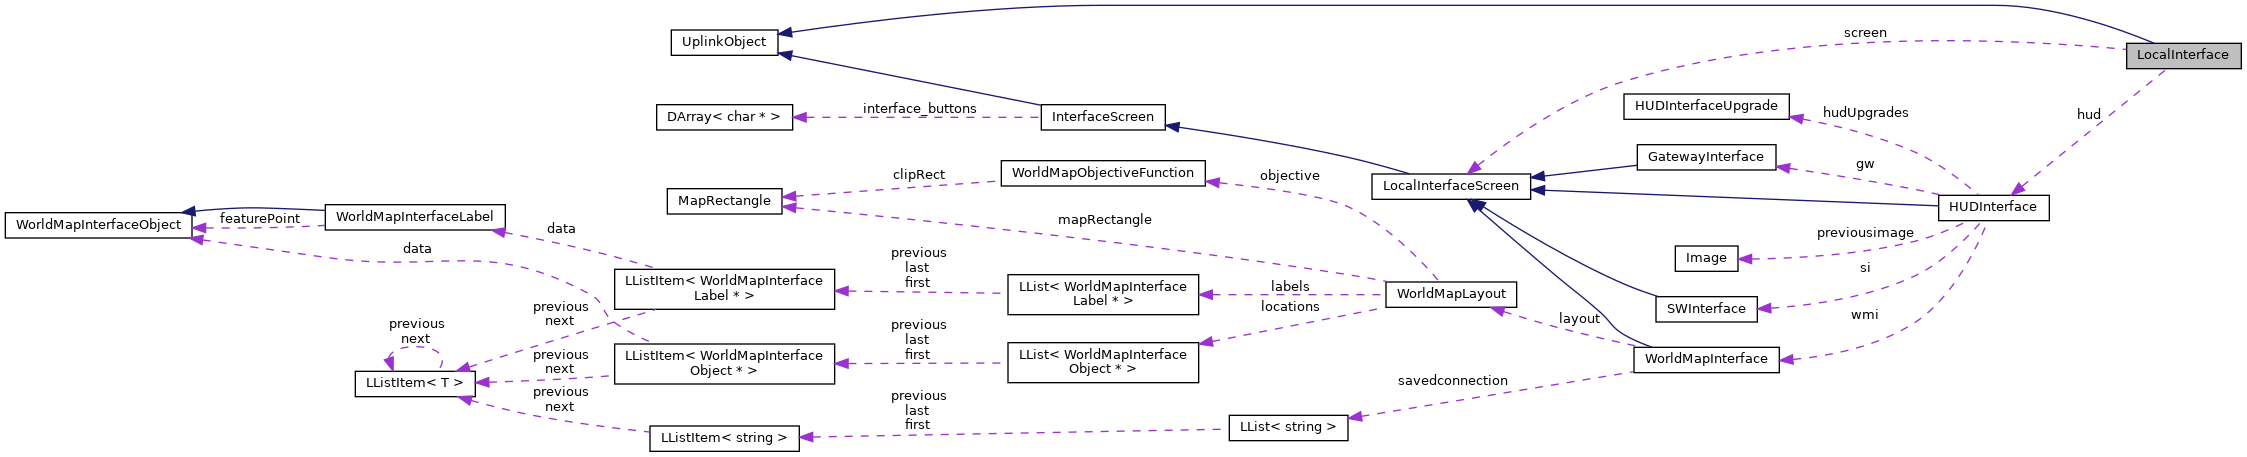 UplinkObject
screen
LocalInterface
HUDInterfaceUpgrade
DArray< char * >
interface_buttons
InterfaceScreen
hudUpgrades
hud
GatewayInterface
gw
WorldMapObjectiveFunction
clipRect
objective
LocalInterfaceScreen
MapRectangle
HUDInterface
WorldMapInterfaceObject
featurePoint
WorldMapInterfaceLabel
mapRectangle
data
data
previousimage
Image
previous
last
first
si
LListItem< WorldMapInterface
Label * >
LList< WorldMapInterface
Label * >
labels
WorldMapLayout
locations
SWInterface
wmi
previous
next
previous
next
previous
last
first
layout
LListItem< WorldMapInterface
Object * >
LList< WorldMapInterface
Object * >
WorldMapInterface
previous
next
LListItem< T >
savedconnection
previous
next
previous
last
first
LList< string >
LListItem< string >